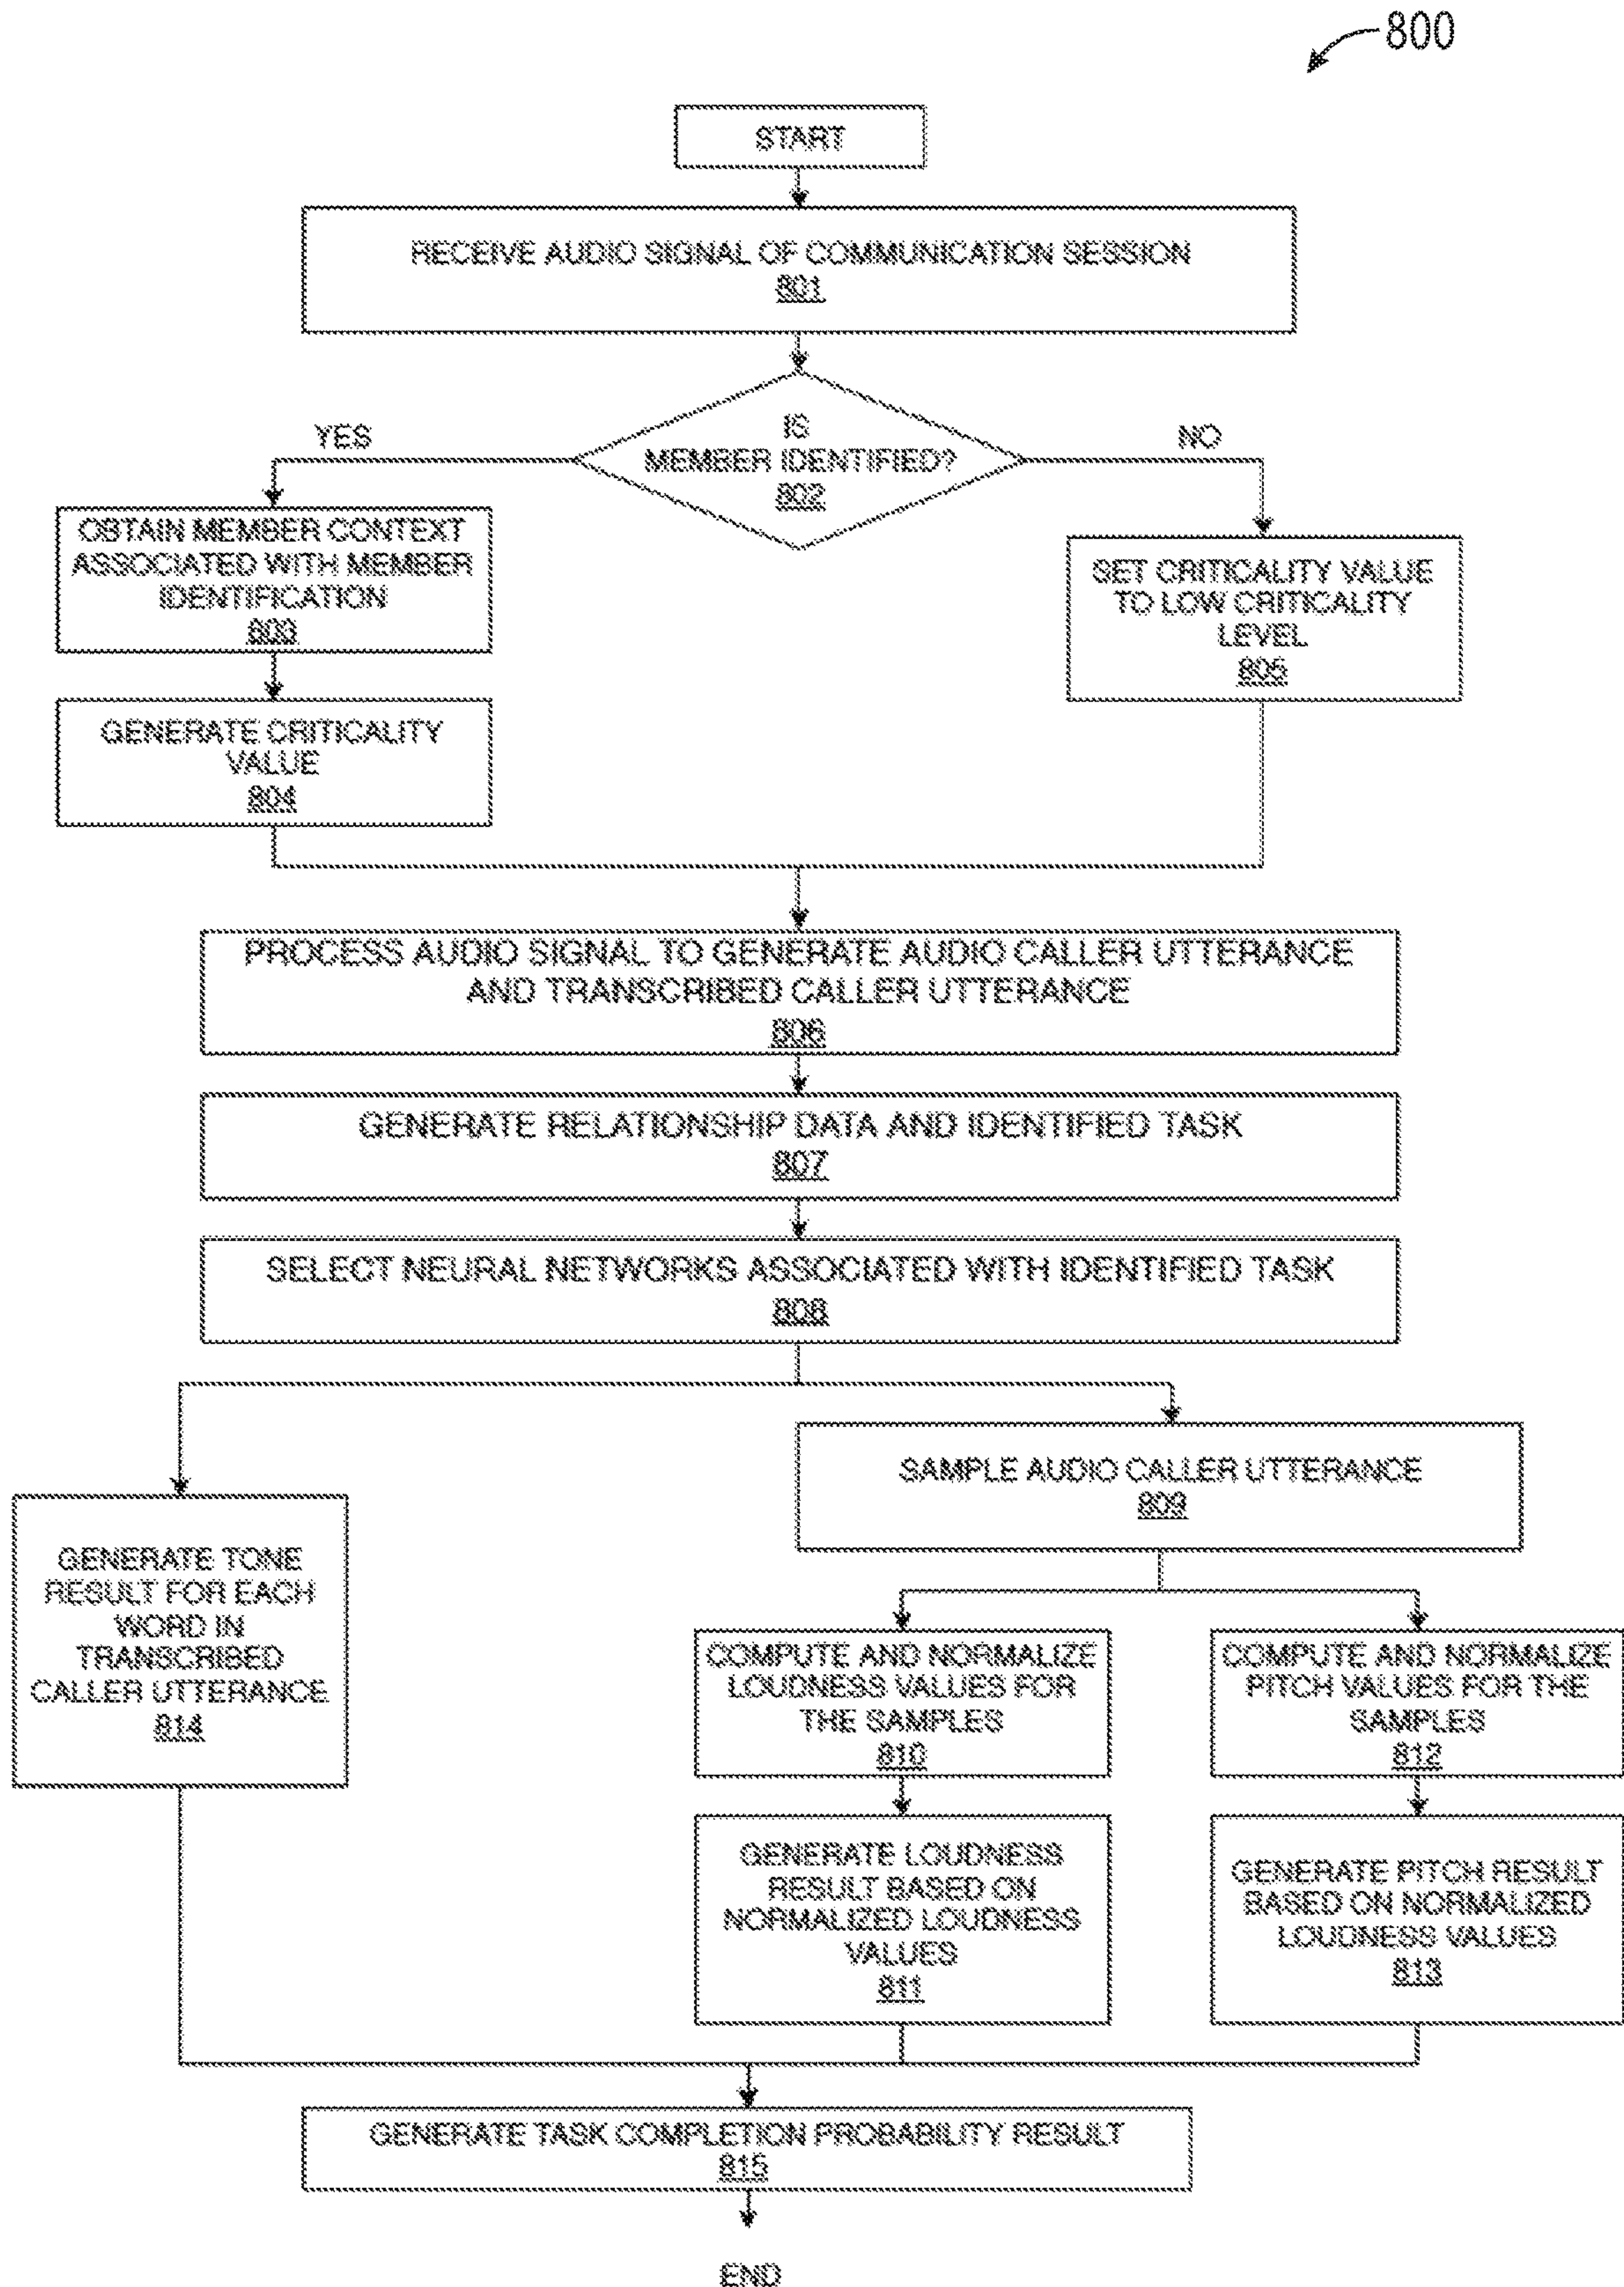 800
START
RECEIVE AUDIO SIGNAL OF COMMUNICATION SESSION
801
IS
MEMBER IDENTIFIED?
802
YES
NO
OBTAIN MEMBER CONTEXT
ASSOCIATED WITH MEMBER
IDENTIFICATION
803
GENERATE CRITICALITY
VALUE
804
SET CRITICALITY VALUE
TO LOW CRITICALITY
LEVEL
805
PROCESS AUDIO SIGNAL TO GENERATE AUDIO CALLER UTTERANCE
AND TRANSCRIBED CALLER UTTERANCE
806
GENERATE RELATIONSHIP DATA AND IDENTIFIED TASK
807
SELECT NEURAL NETWORKS ASSOCIATED WITH IDENTIFIED TASK
808
SAMPLE AUDIO CALLER UTTERANCE
809
GENERATE TONE
RESULT FOR EACH
WORD IN
TRANSCRIBED
CALLER UTTERANCE
814
COMPUTE AND NORMALIZE
LOUDNESS VALUES FOR
THE SAMPLES
810
COMPUTE AND NORMALIZE
PITCH VALUES FOR THE
SAMPLES
812
GENERATE LOUDNESS
RESULT BASED ON
NORMALIZED LOUDNESS
VALUES
811
GENERATE PITCH RESULT
BASED ON NORMALIZED
LOUDNESS VALUES
813
GENERATE TASK COMPLETION PROBABILITY RESULT
815
END